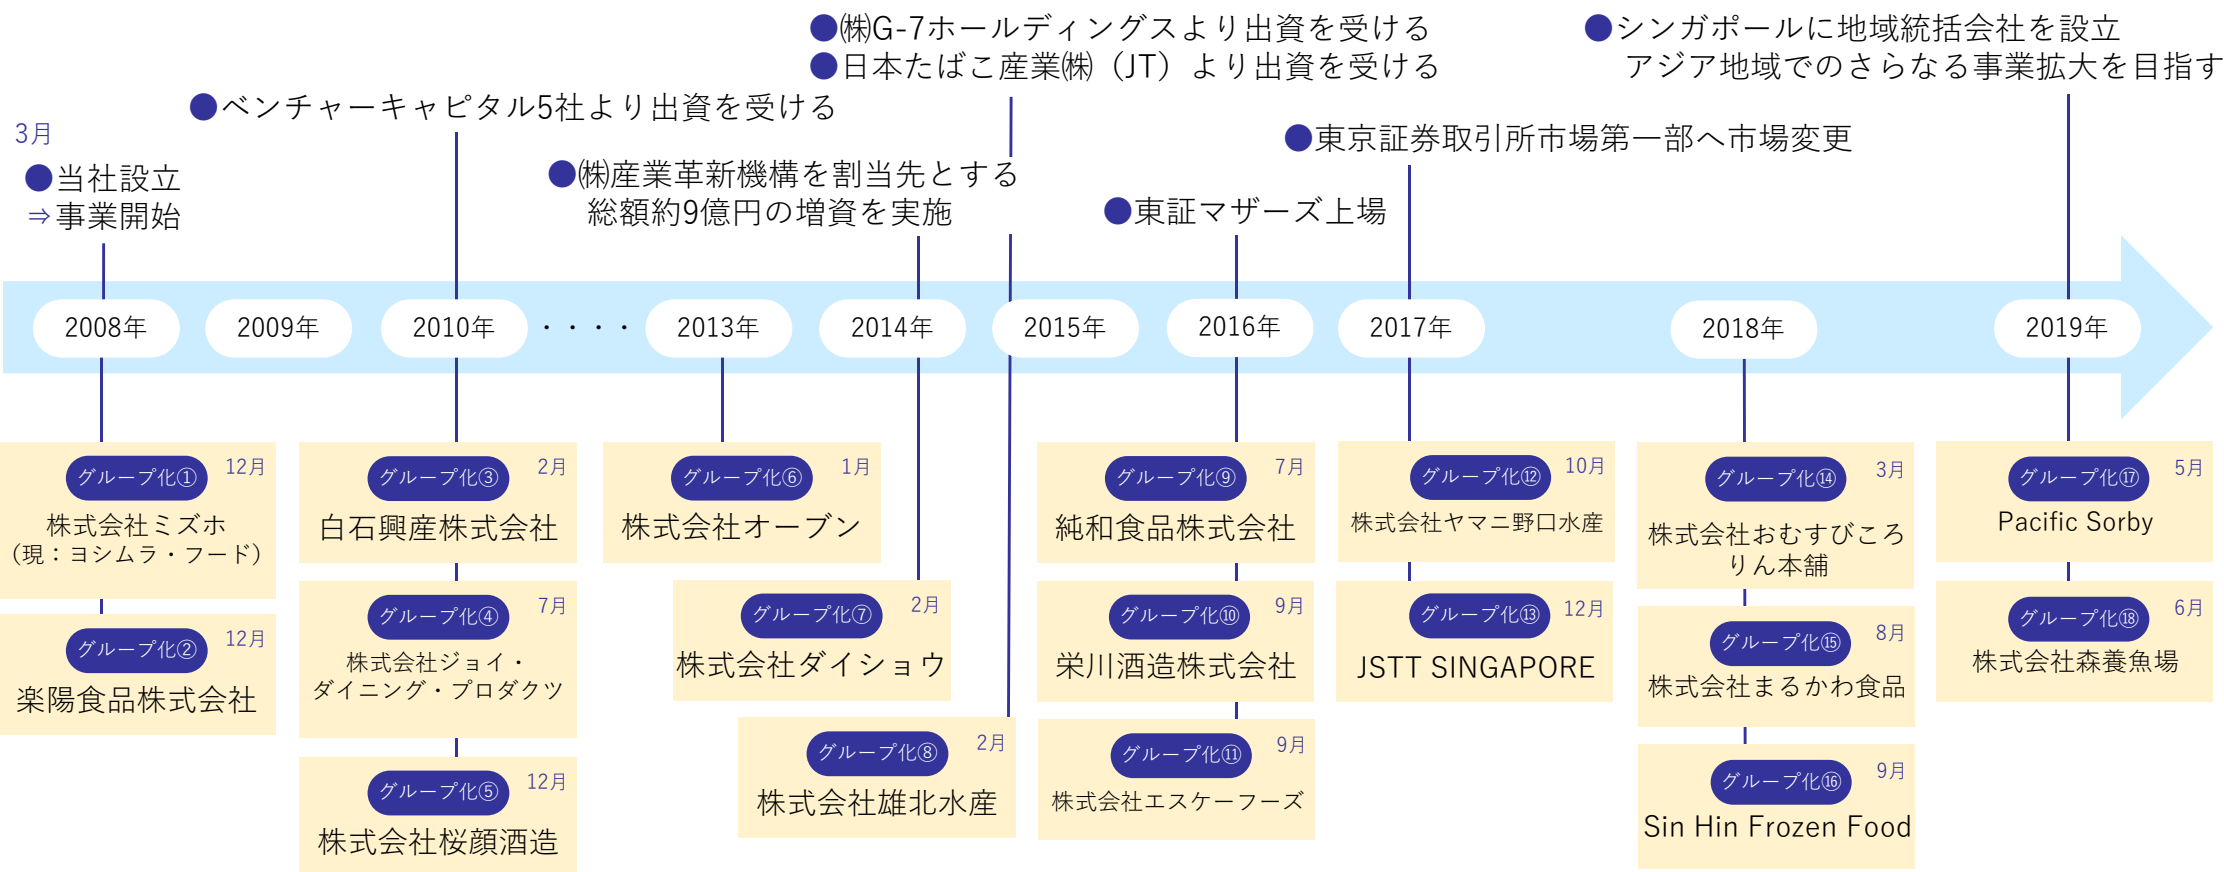 ●㈱G-7ホールディングスより出資を受ける
●日本たばこ産業㈱（JT）より出資を受ける
●シンガポールに地域統括会社を設立
アジア地域でのさらなる事業拡大を目指す
●ベンチャーキャピタル5社より出資を受ける
3月
●当社設立
⇒事業開始
●㈱産業革新機構を割当先とする
総額約9億円の増資を実施
●東証マザーズ上場
●東京証券取引所市場第一部へ市場変更
2008年
2009年
2010年
・・・・
2013年
2014年
2015年
2016年
2017年
2018年
2019年
グループ化①
12月
株式会社ミズホ
（現：ヨシムラ・フード）
グループ化②
12月
楽陽食品株式会社
グループ化③
2月
白石興産株式会社
グループ化④
7月
株式会社ジョイ・
ダイニング・プロダクツ
グループ化⑤
12月
株式会社桜顔酒造
グループ化⑥
1月
株式会社オーブン
グループ化⑦
2月
株式会社ダイショウ
グループ化⑧
2月
株式会社雄北水産
グループ化⑨
7月
純和食品株式会社
グループ化⑩
9月
栄川酒造株式会社
グループ化⑪
9月
株式会社エスケーフーズ
グループ化⑫
10月
株式会社ヤマニ野口水産
グループ化⑬
12月
JSTT SINGAPORE
グループ化⑭
3月
株式会社おむすびころ
りん本舗
グループ化⑮
8月
株式会社まるかわ食品
グループ化⑯
9月
Sin Hin Frozen Food
グループ化⑰
5月
Pacific Sorby
グループ化⑱
6月
株式会社森養魚場